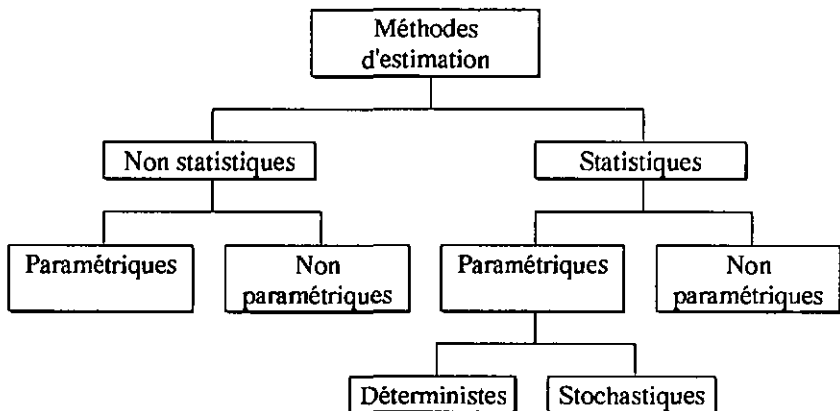 Méthodes
d'estimation
Non statistiques
Statistiques
Paramétriques
Non
paramétriques
Paramétriques
Non
paramétriques
Déterministes
Stochastiques